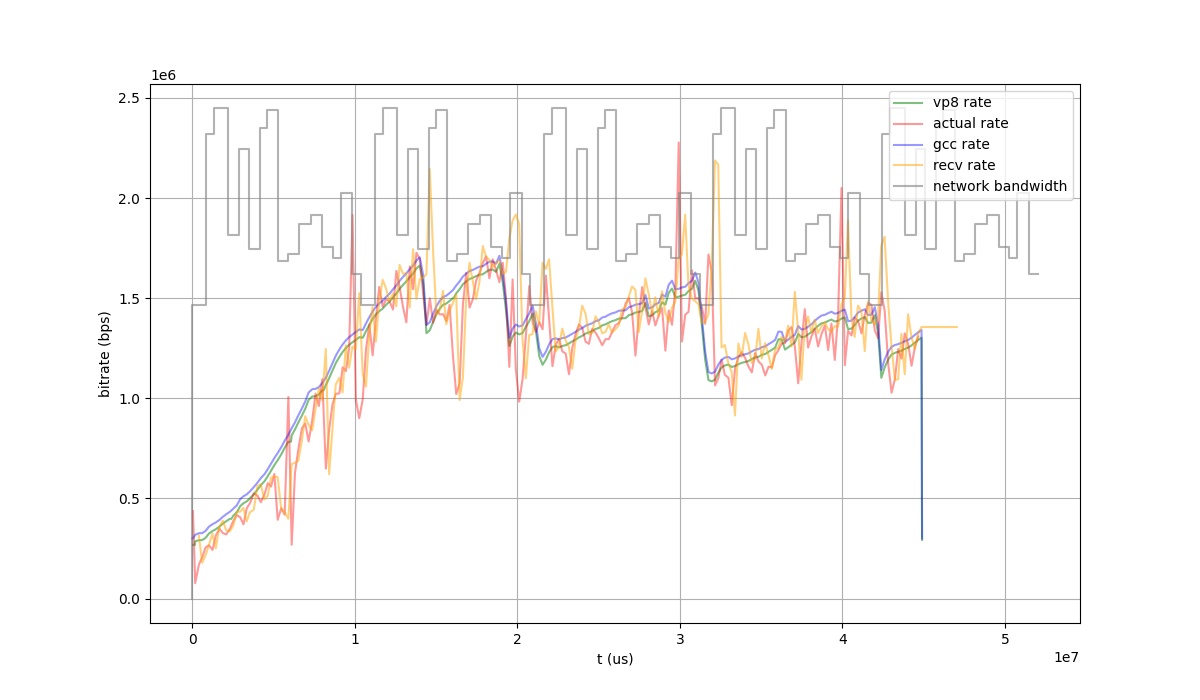 1e6
2.5
2.0
1.5
1.0
0.5
0.0
bitrate (bps)
vp8 rate
actual rate
gcc rate
recv rate
network bandwidth
0 1 2 3 4 5
t (us)
1e7